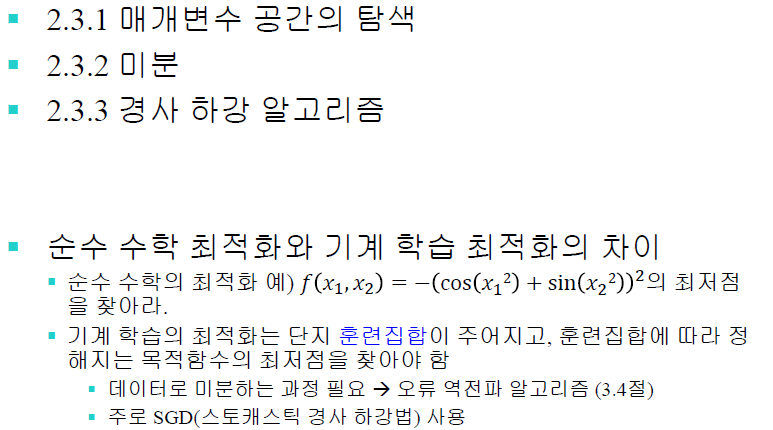 ▪ 2.3.1 매개변수 공간의 탐색
▪ 2.3.2 미분
▪ 2.3.3 경사 하강 알고리즘
▪ 순수 수학 최적화와 기계 학습 최적화의 차이
▪ 순수 수학의 최적화 예) f(x₁, x₂) = −(cos(x₁²) + sin(x₂²))²의 최저점
을 찾아라.
▪ 기계 학습의 최적화는 단지 훈련집합이 주어지고, 훈련집합에 따라 정
해지는 목적함수의 최저점을 찾아야 함
▪ 데이터로 미분하는 과정 필요 → 오류 역전파 알고리즘 (3.4절)
▪ 주로 SGD(스토캐스틱 경사 하강법) 사용